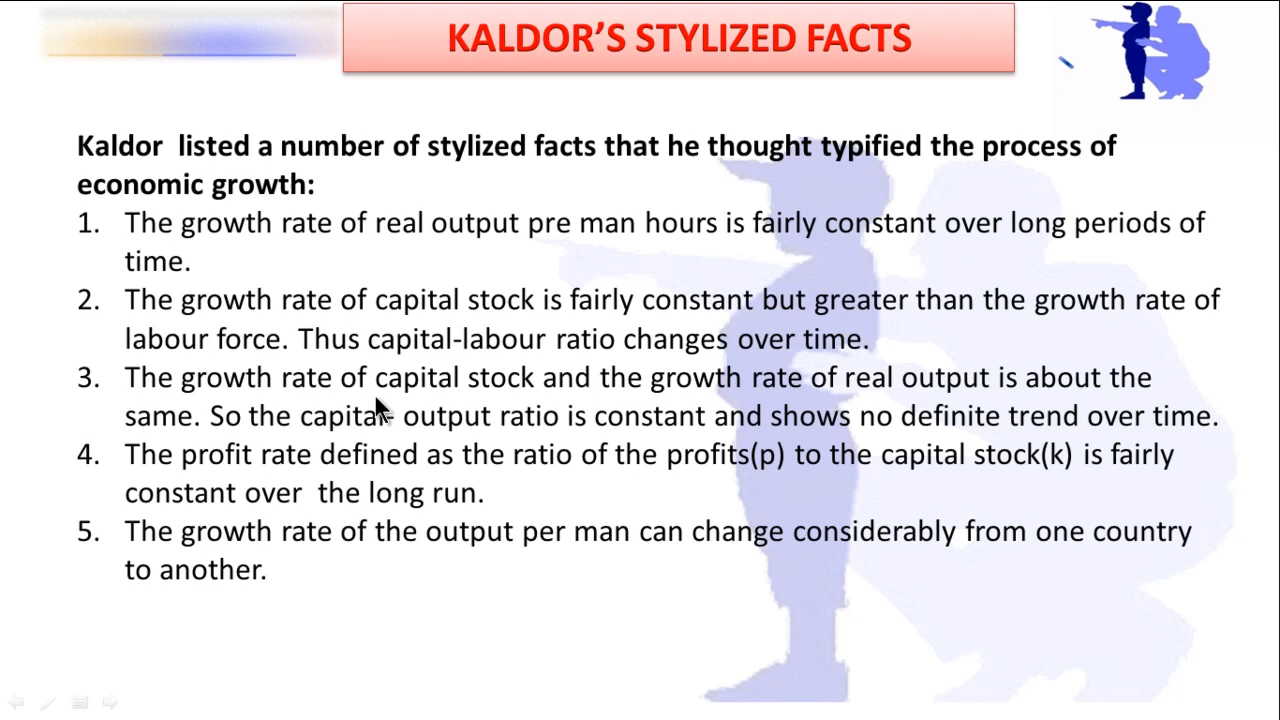 KALDOR’S STYLIZED FACTS
Kaldor listed a number of stylized facts that he thought typified the process of
economic growth:
1. The growth rate of real output pre man hours is fairly constant over long periods of
time.
2. The growth rate of capital stock is fairly constant but greater than the growth rate of
labour force. Thus capital-labour ratio changes over time.
3. The growth rate of capital stock and the growth rate of real output is about the
same. So the capital- output ratio is constant and shows no definite trend over time.
4. The profit rate defined as the ratio of the profits(p) to the capital stock(k) is fairly
constant over the long run.
5. The growth rate of the output per man can change considerably from one country
to another.